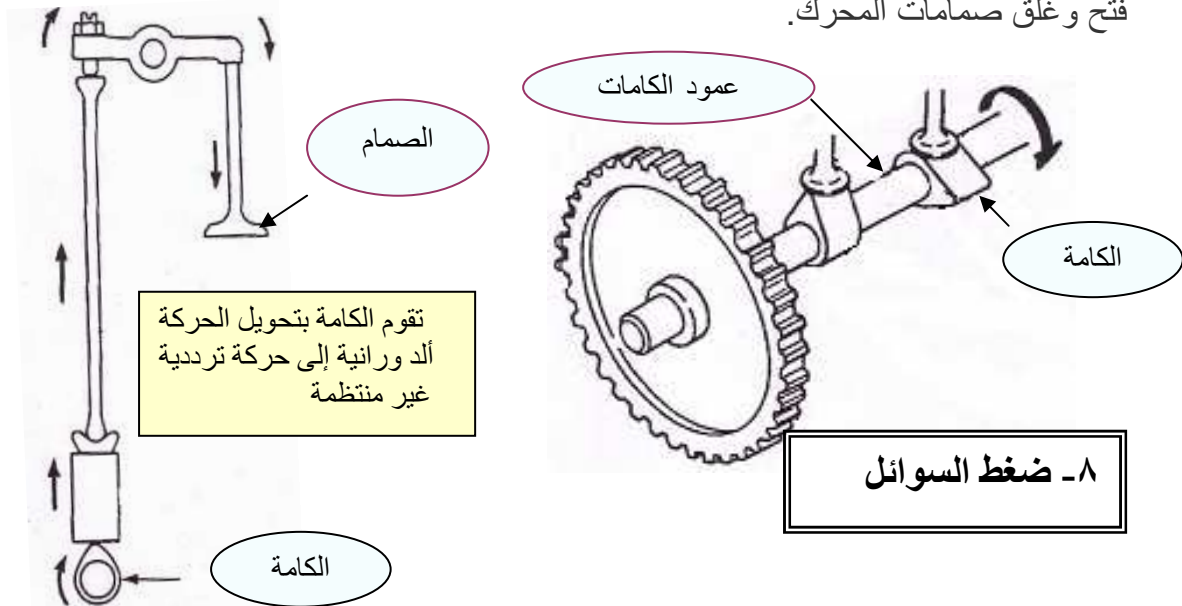 فتح وغلق صمامات المحرك.
عمود الكامات
الصمام
الكامة
تقوم الكامة بتحويل الحركة
ألد ورانية إلى حركة ترددية
غير منتظمة
٨- ضغط السوائل
الكامة